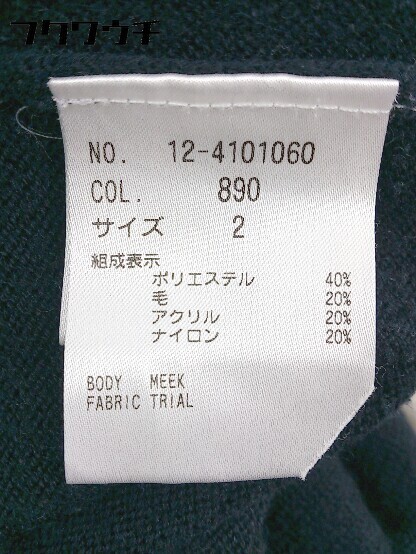 フクウクチ
NO. 12-4101060
COL. 890
サイズ 2
組成表示
ポリエステル 40%
毛 20%
アクリル 20%
ナイロン 20%
BODY MEEK
FABRIC TRIAL